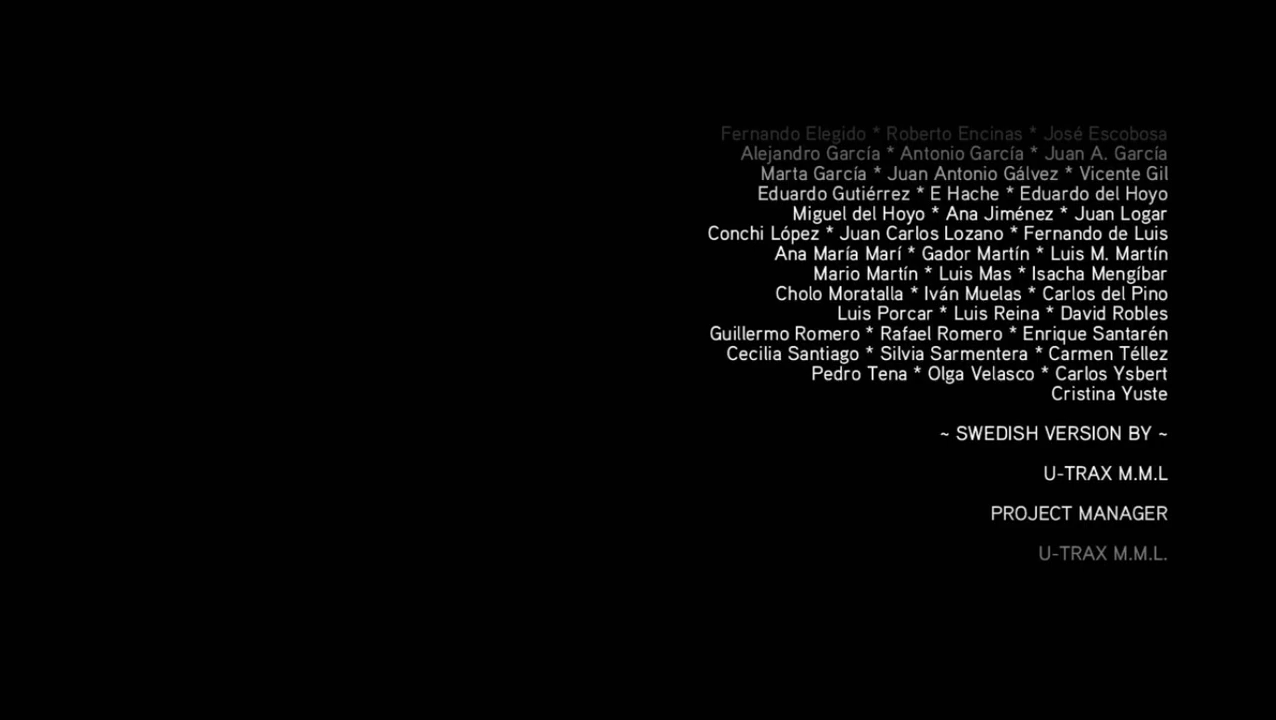 Fernando Elegido * Roberto Encinas * José Escobosa
Alejandro García * Antonio García * Juan A. García
Marta García * Juan Antonio Gálvez * Vicente Gil
Eduardo Gutiérrez * E Hache * Eduardo del Hoyo
Miguel del Hoyo * Ana Jiménez * Juan Logar
Conchi López * Juan Carlos Lozano * Fernando de Luis
Ana María Marí * Gador Martín * Luis M. Martín
Mario Martín * Luis Mas * Isacha Mengíbar
Cholo Moratalla * Iván Muelas * Carlos del Pino
Luis Porcar * Luis Reina * David Robles
Guillermo Romero * Rafael Romero * Enrique Santarén
Cecilia Santiago * Silvia Sarmentera * Carmen Téllez
Pedro Tena * Olga Velasco * Carlos Ysbert
Cristina Yuste
~ SWEDISH VERSION BY ~
U-TRAX M.M.L
PROJECT MANAGER
U-TRAX M.M.L.